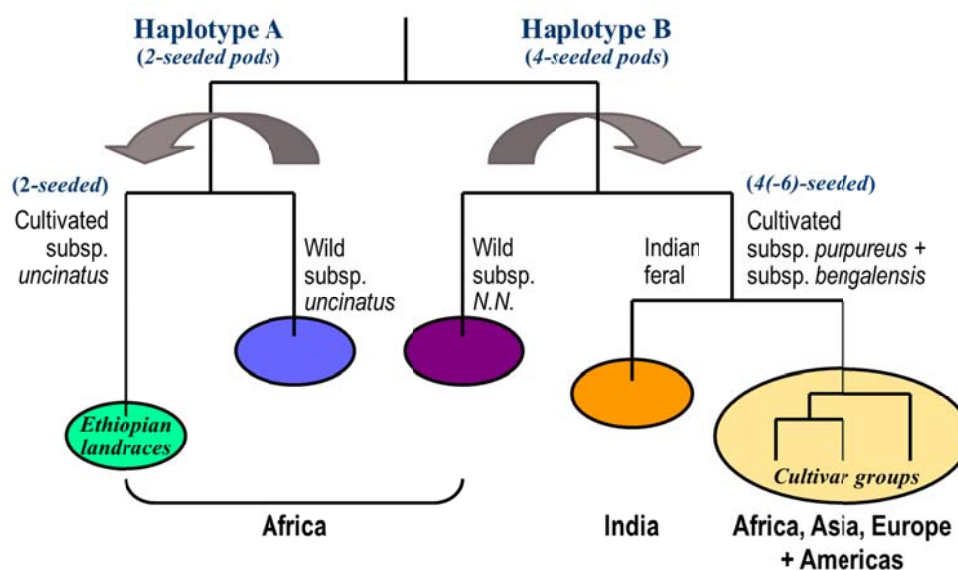 Haplotype A
(2-seeded pods)
Haplotype B
(4-seeded pods)
(2-seeded)
Cultivated
subsp.
uncinatus
Wild
subsp.
uncinatus
Wild
subsp.
N.N.
Indian
feral
4(-6)-seeded)
Cultivated
subsp. purpureus +
subsp. bengalensis
Ethiopian
landraces
Cultivar groups
Africa
India
Africa, Asia, Europe
+ Americas